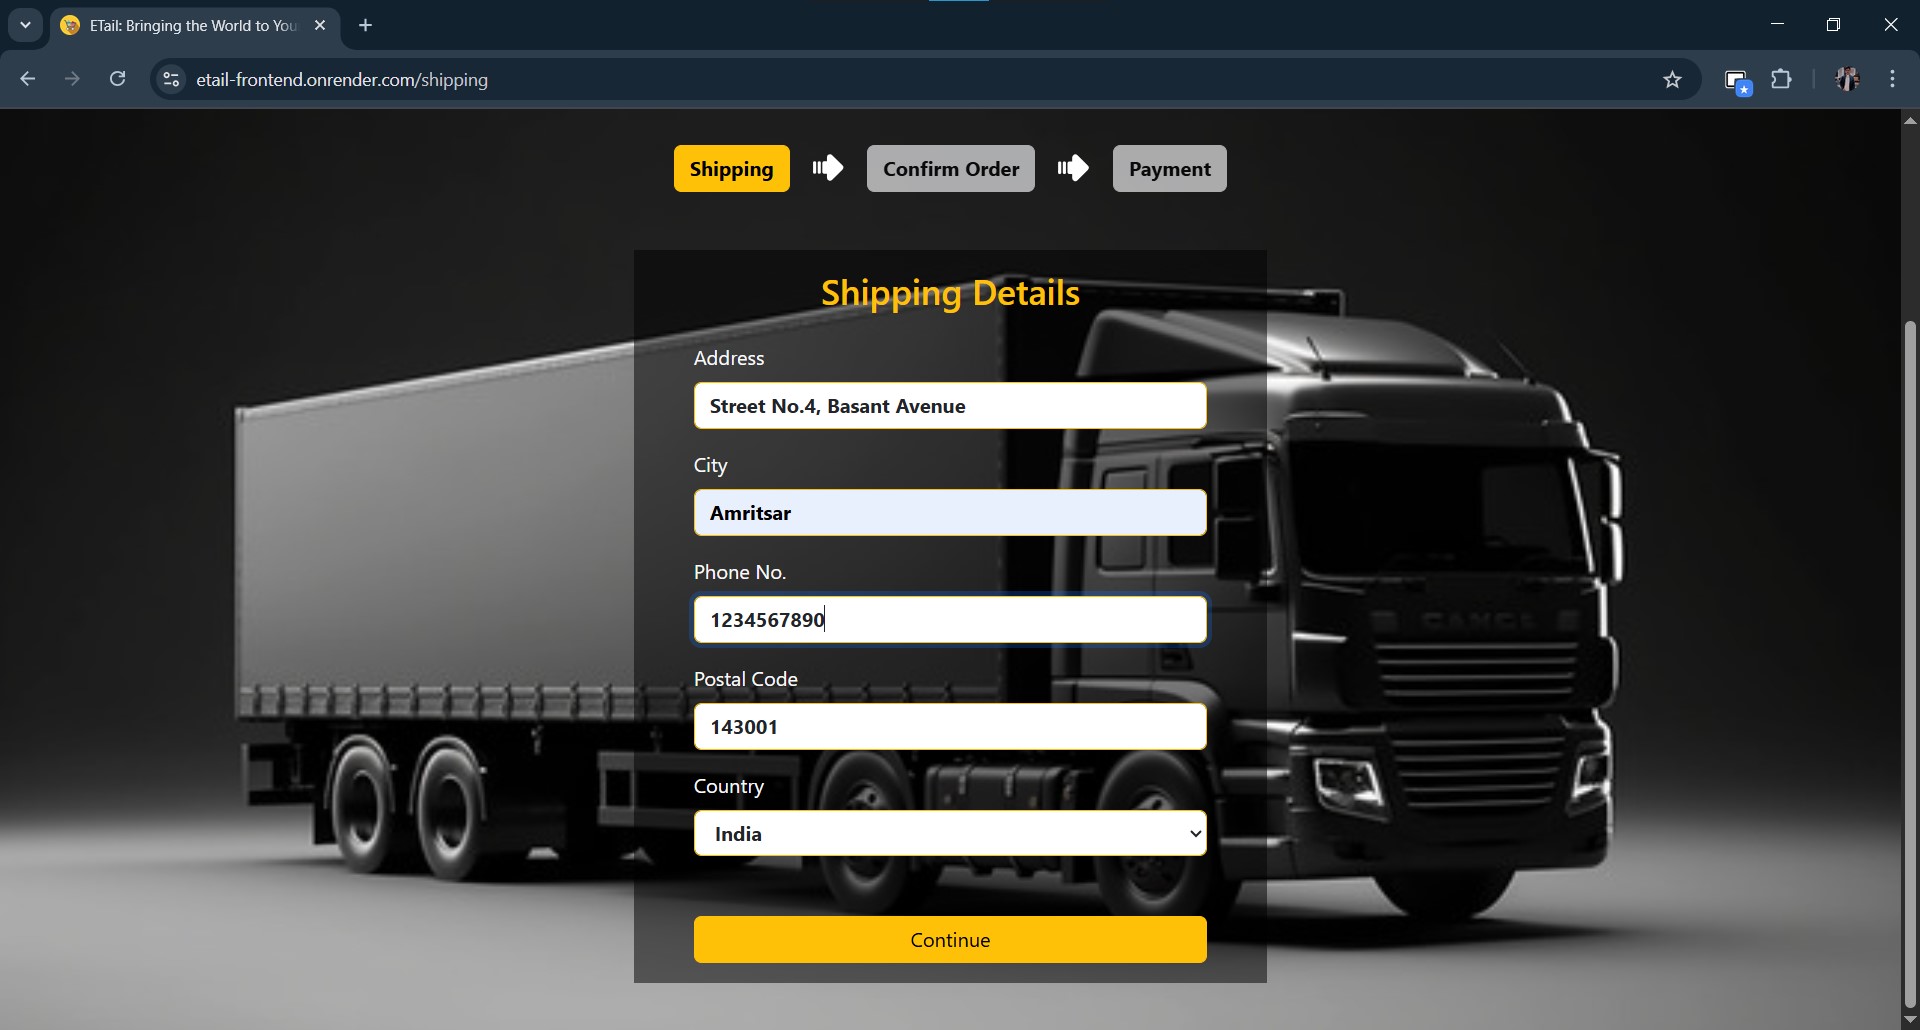 ETail: Bringing the World to You
etail-frontend.onrender.com/shipping
Shipping
Confirm Order
Payment
Shipping Details
Address
Street No.4, Basant Avenue
City
Amritsar
Phone No.
1234567890
Postal Code
143001
Country
India
Continue